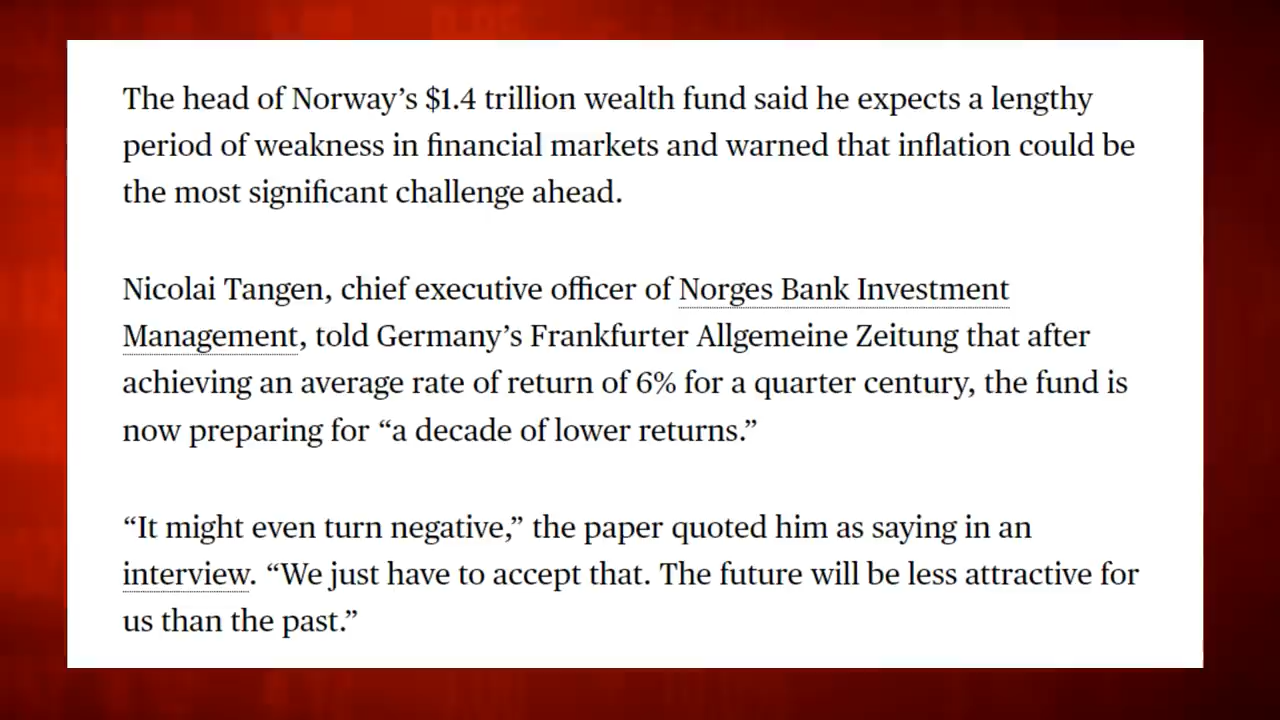 The head of Norway’s $1.4 trillion wealth fund said he expects a lengthy
period of weakness in financial markets and warned that inflation could be
the most significant challenge ahead.
Nicolai Tangen, chief executive officer of Norges Bank Investment
Management, told Germany’s Frankfurter Allgemeine Zeitung that after
achieving an average rate of return of 6% for a quarter century, the fund is
now preparing for “a decade of lower returns.”
“It might even turn negative,” the paper quoted him as saying in an
interview. “We just have to accept that. The future will be less attractive for
us than the past.”